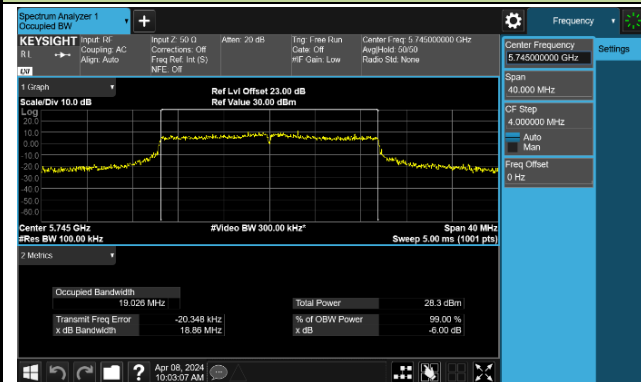 Spectrum Analyzer 1
Occupied BW
+
Frequency
KEYSIGHT
R L
LXI
Input: RF
Coupling: AC
Align: Auto
Input Z: 50 Ω
Corrections: Off
Freq Ref: Int (S)
NFE: Off
Atten: 20 dB
Trig: Free Run
Gate: Off
#IF Gain: Low
Center Freq: 5.745000000 GHz
Avg|Hold: 50/50
Radio Std: None
Center Frequency
5.745000000 GHz
Settings
Span
40.000 MHz
CF Step
4.000000 MHz
Auto
Man
Freq Offset
0 Hz
1 Graph
Scale/Div 10.0 dB
Ref Lvl Offset 23.00 dB
Ref Value 30.00 dBm
Log
20.0
10.0
0.00
-10.0
-20.0
-30.0
-40.0
-50.0
-60.0
Center 5.745 GHz
#Video BW 300.00 kHz*
Span 40 MHz
#Res BW 100.00 kHz
Sweep 5.00 ms (1001 pts)
2 Metrics
Occupied Bandwidth
19.026 MHz
Total Power 28.3 dBm
Transmit Freq Error -20.348 kHz
% of OBW Power 99.00 %
x dB Bandwidth 18.86 MHz
x dB -6.00 dB
?
Apr 08, 2024
10:03:07 AM